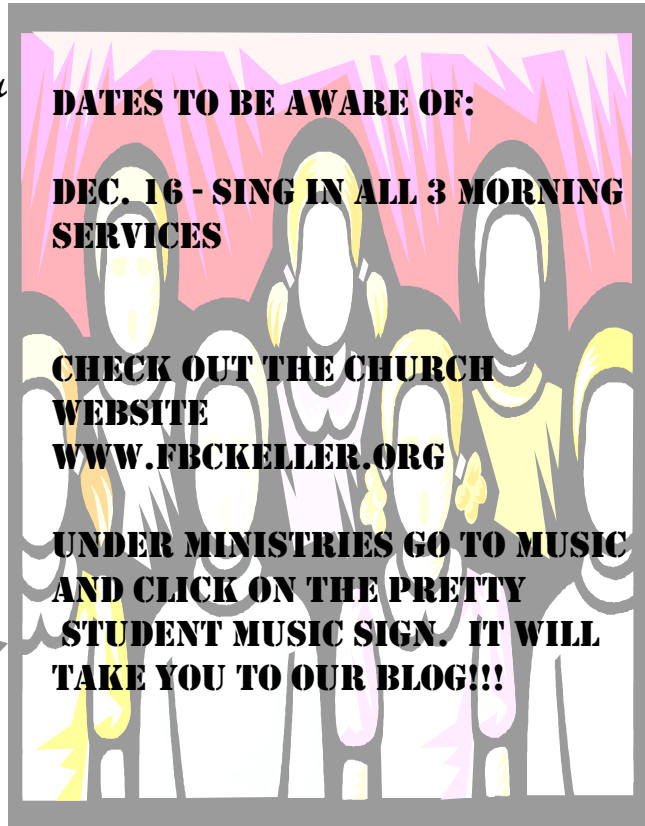 DATES TO BE AWARE OF:
DEC. 16 - SING IN ALL 3 MORNING
SERVICES
CHECK OUT THE CHURCH
WEBSITE
WWW.FBCKELLER.ORG
UNDER MINISTRIES GO TO MUSIC
AND CLICK ON THE PRETTY
STUDENT MUSIC SIGN. IT WILL
TAKE YOU TO OUR BLOG!!!